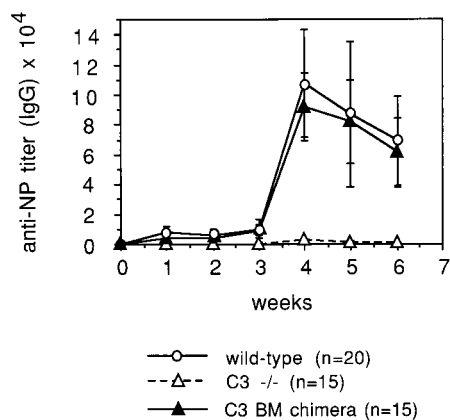 anti-NP titer (IgG) x 10⁴
14
12
10
8
6
4
2
0
0 1 2 3 4 5 6 7
weeks
wild-type (n=20)
C3 -/- (n=15)
C3 BM chimera (n=15)